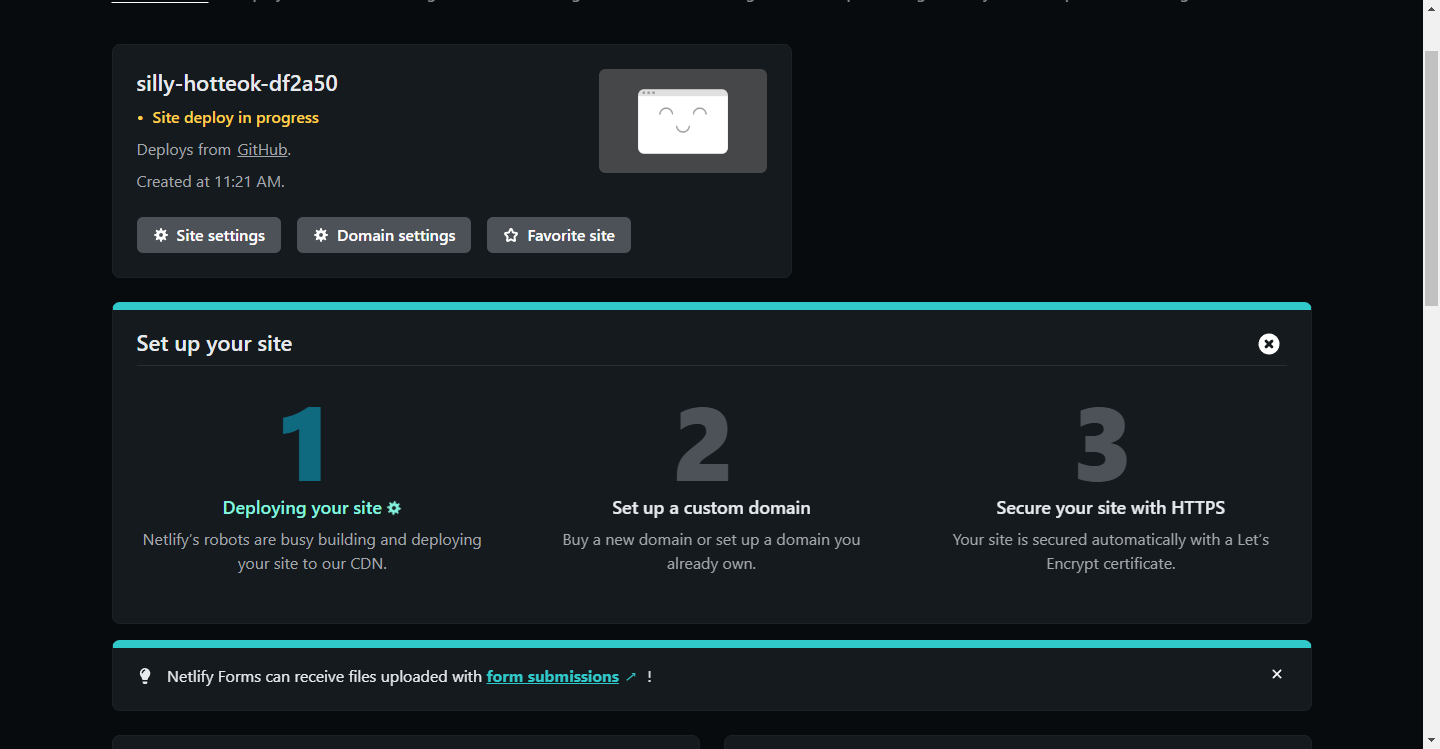 silly-hotteok-df2a50
• Site deploy in progress
Deploys from GitHub.
Created at 11:21 AM.
Site settings
Domain settings
Favorite site
Set up your site
1
Deploying your site
Netlify’s robots are busy building and deploying
your site to our CDN.
2
Set up a custom domain
Buy a new domain or set up a domain you
already own.
3
Secure your site with HTTPS
Your site is secured automatically with a Let’s
Encrypt certificate.
Netlify Forms can receive files uploaded with form submissions ↗ !